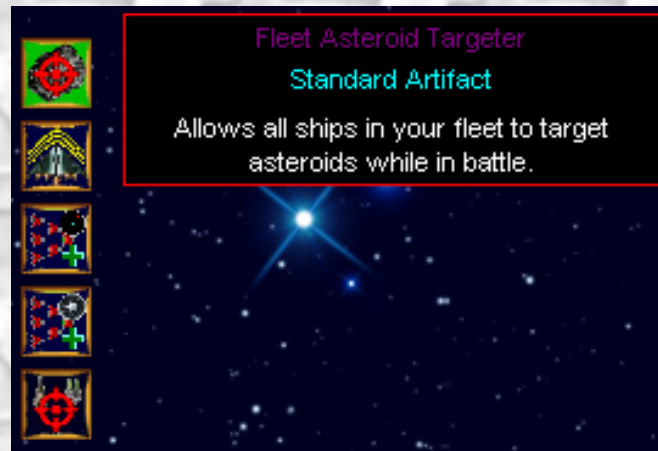 Fleet Asteroid Targeter
Standard Artifact
Allows all ships in your fleet to target
asteroids while in battle.